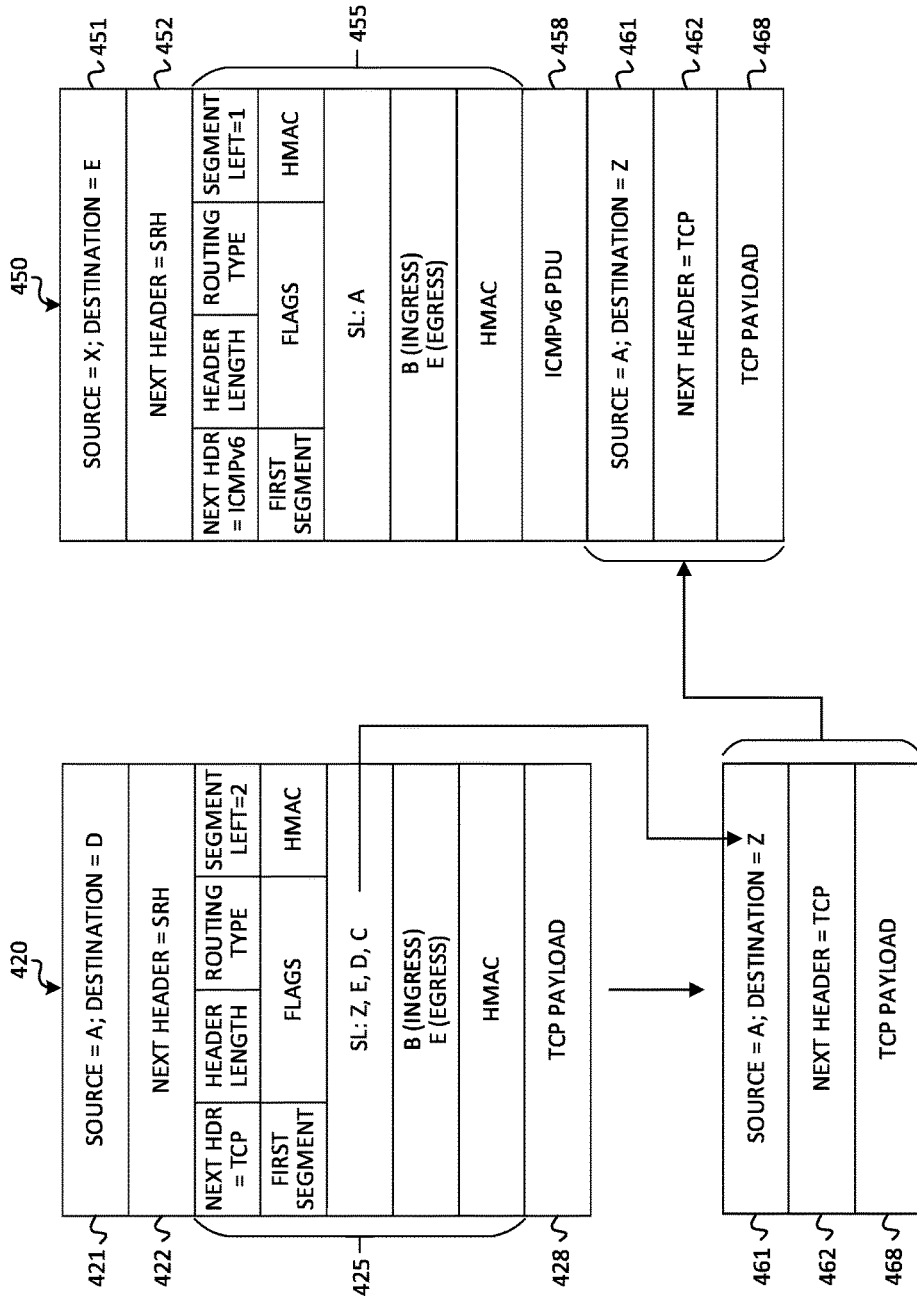 420
421
SOURCE = A; DESTINATION = D
422
NEXT HEADER = SRH
425
NEXT HDR
= TCP
HEADER
LENGTH
ROUTING
TYPE
SEGMENT
LEFT=2
FIRST
SEGMENT
FLAGS
HMAC
SL: Z, E, D, C
B (INGRESS)
E (EGRESS)
HMAC
428
TCP PAYLOAD
461
SOURCE = A; DESTINATION = Z
462
NEXT HEADER = TCP
468
TCP PAYLOAD
450
SOURCE = X; DESTINATION = E
451
NEXT HEADER = SRH
452
NEXT HDR
= ICMPv6
HEADER
LENGTH
ROUTING
TYPE
SEGMENT
LEFT=1
FIRST
SEGMENT
FLAGS
HMAC
SL: A
B (INGRESS)
E (EGRESS)
HMAC
455
ICMPv6 PDU
458
SOURCE = A; DESTINATION = Z
461
NEXT HEADER = TCP
462
TCP PAYLOAD
468